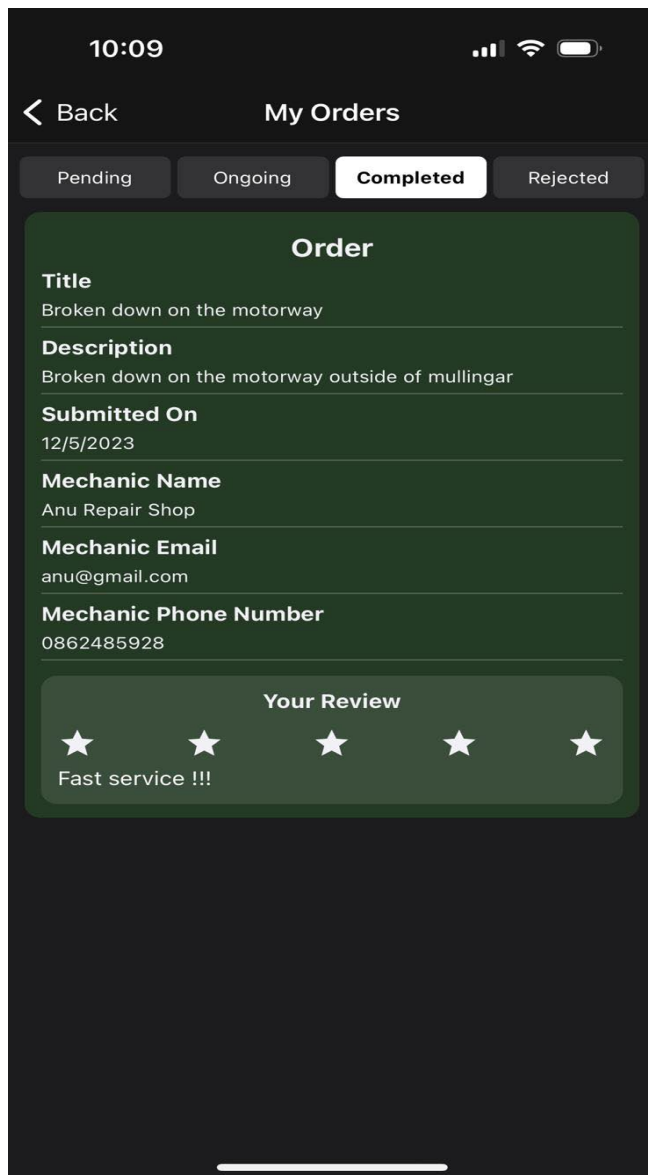 10:09
Back
My Orders
Pending
Ongoing
Completed
Rejected
Order
Title
Broken down on the motorway
Description
Broken down on the motorway outside of mullingar
Submitted On
12/5/2023
Mechanic Name
Anu Repair Shop
Mechanic Email
anu@gmail.com
Mechanic Phone Number
0862485928
Your Review
Fast service !!!